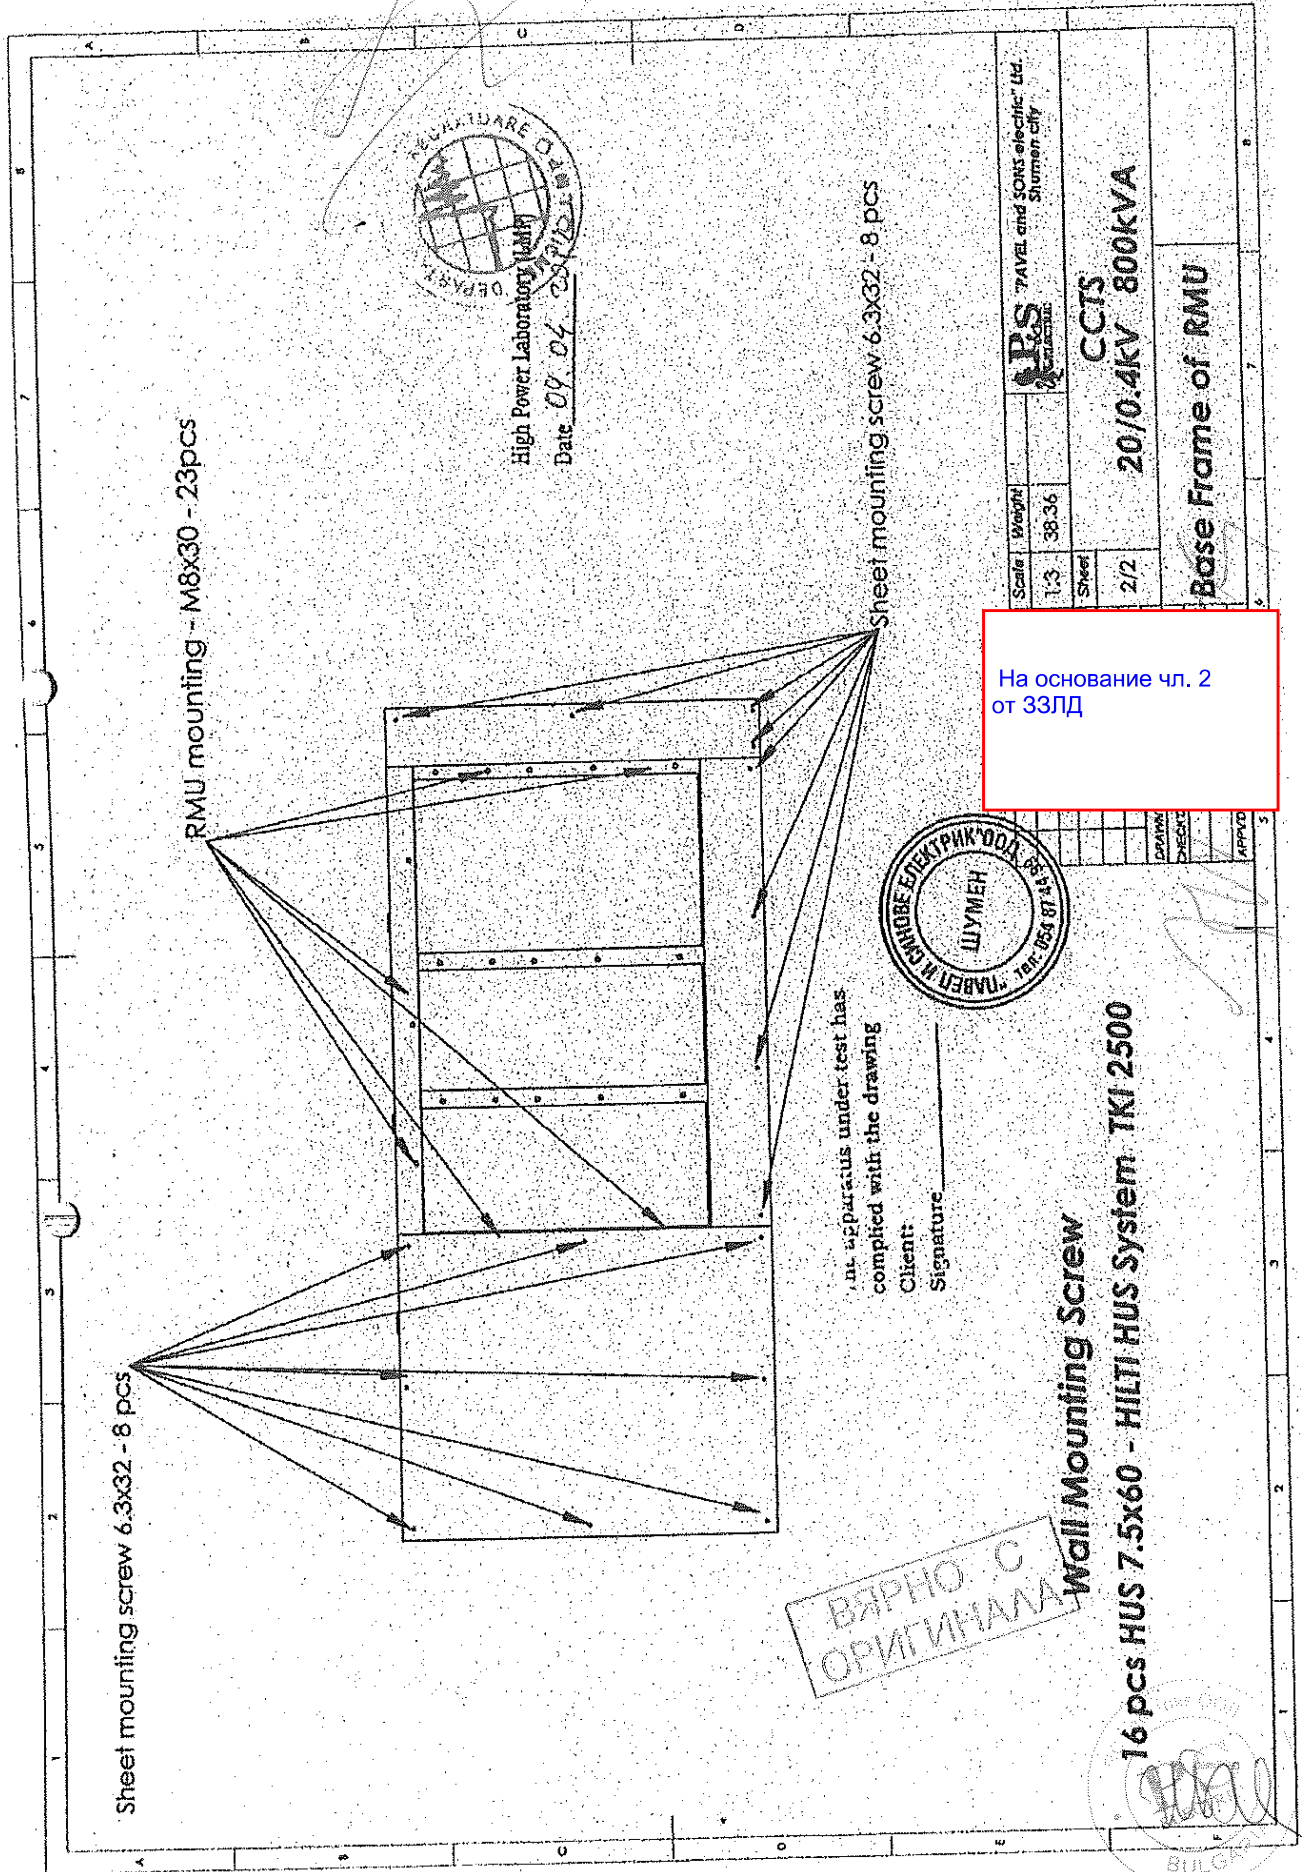 Sheet mounting screw 6.3x32 - 8 pcs
RMU mounting - M8x30 - 23pcs
High Power Laboratory (LMP)
Date 09.04
Sheet mounting screw 6.3x32 - 8 pcs
apparatus under test has
complied with the drawing
Client:
Signature
"ПАВЕЛ И СИНОВЕ ЕЛЕКТРИК" ООД
ШУМЕН
Wall Mounting Screw
16 pcs HUS 7.5x60 - HILTI HUS System TKI 2500
ВЯРНО С
ОРИГИНАЛА
Scale Weight
1:3 38.36
Sheet
2/2
P&S
"PAVEL and SONS electric" Ltd.
Shumen city
CCTS
20/0.4KV 800kVA
Base Frame of RMU
DRAWN
APPV'D
На основание чл. 2
от ЗЗЛД